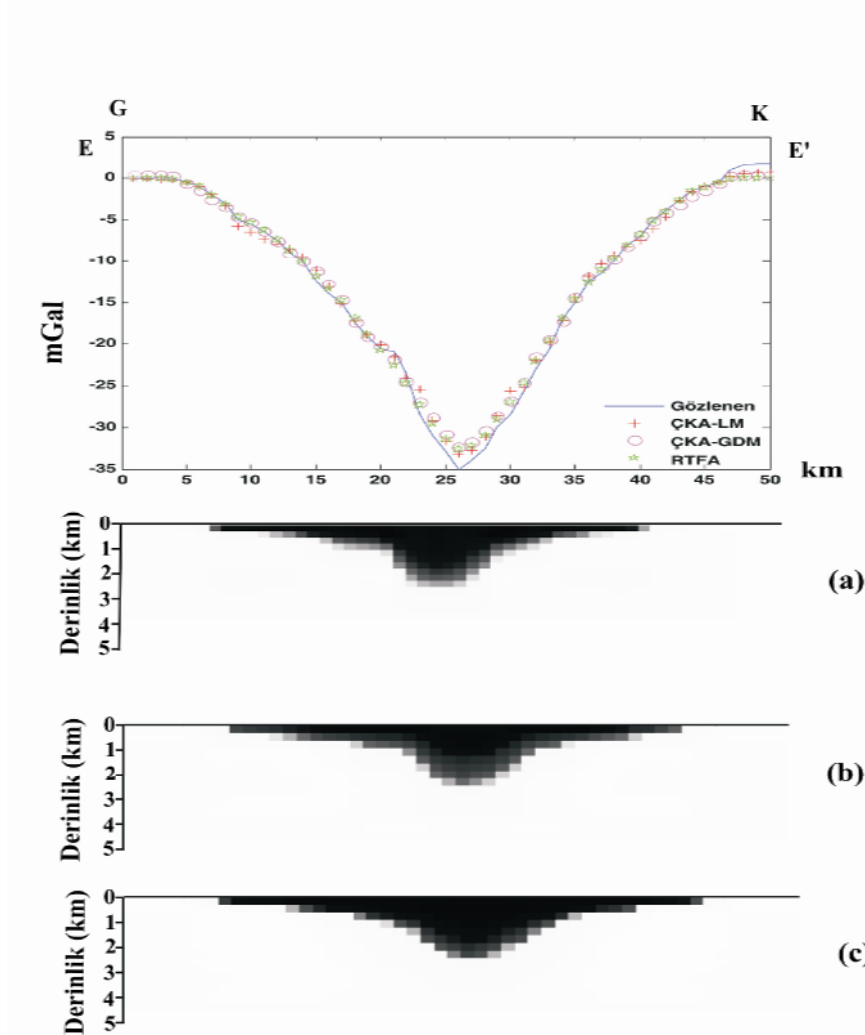 G K
E E'
5
0
-5
-10
-15
-20
-25
-30
-35
mGal
Gözlenen
ÇKA-LM
ÇKA-GDM
RTFA
0 5 10 15 20 25 30 35 40 45 50 km
Derinlik (km)
0
1
2
3
4
5
(a)
Derinlik (km)
0
1
2
3
4
5
(b)
Derinlik (km)
0
1
2
3
4
5
(c)